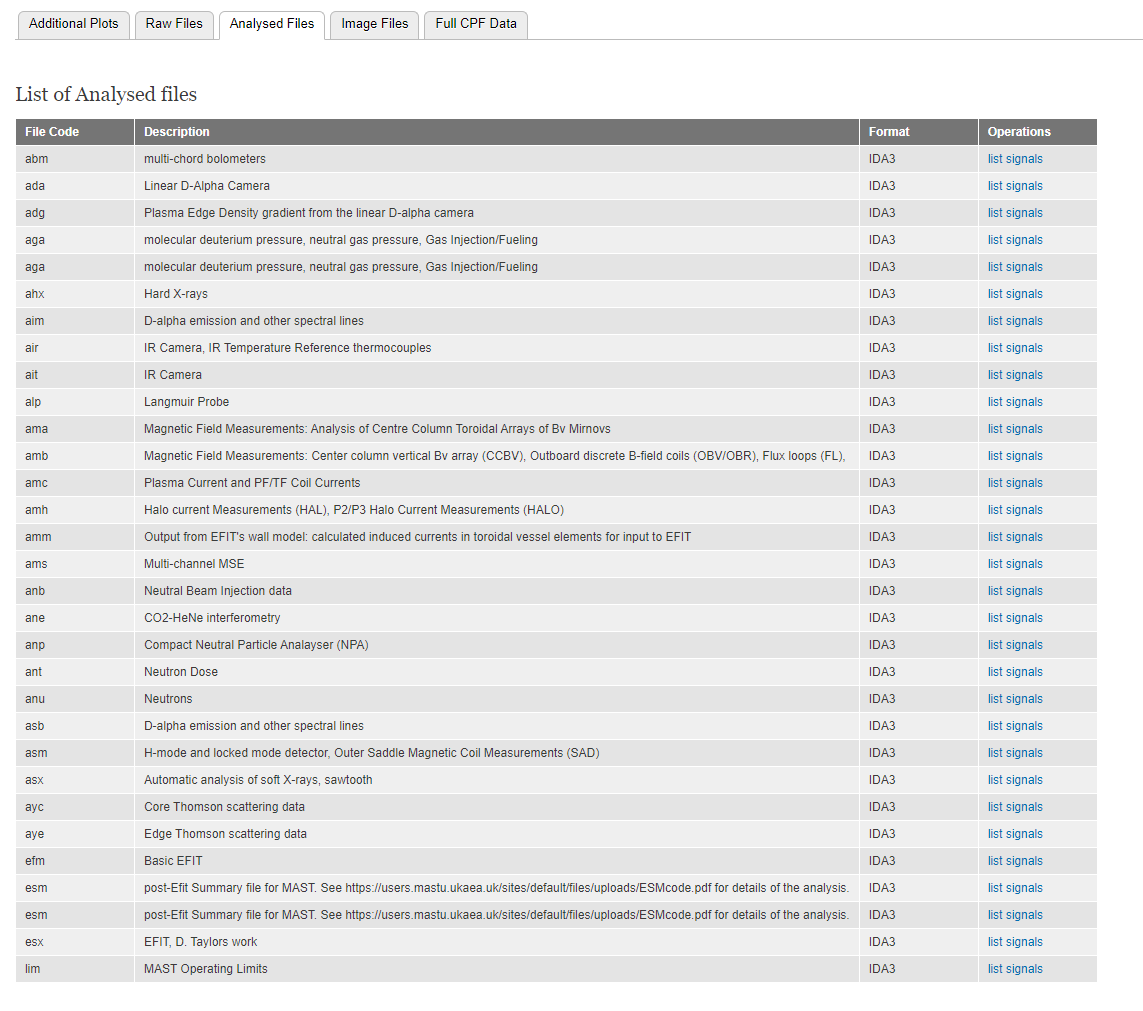 Additional Plots Raw Files Analysed Files Image Files Full CPF Data
List of Analysed files
File Code Description Format Operations
abm multi-chord bolometers IDA3 list signals
ada Linear D-Alpha Camera IDA3 list signals
adg Plasma Edge Density gradient from the linear D-alpha camera IDA3 list signals
aga molecular deuterium pressure, neutral gas pressure, Gas Injection/Fueling IDA3 list signals
aga molecular deuterium pressure, neutral gas pressure, Gas Injection/Fueling IDA3 list signals
ahx Hard X-rays IDA3 list signals
aim D-alpha emission and other spectral lines IDA3 list signals
air IR Camera, IR Temperature Reference thermocouples IDA3 list signals
ait IR Camera IDA3 list signals
alp Langmuir Probe IDA3 list signals
ama Magnetic Field Measurements: Analysis of Centre Column Toroidal Arrays of Bv Mirnovs IDA3 list signals
amb Magnetic Field Measurements: Center column vertical Bv array (CCBV), Outboard discrete B-field coils (OBV/OBR), Flux loops (FL), IDA3 list signals
amc Plasma Current and PF/TF Coil Currents IDA3 list signals
amh Halo current Measurements (HAL), P2/P3 Halo Current Measurements (HALO) IDA3 list signals
amm Output from EFIT's wall model: calculated induced currents in toroidal vessel elements for input to EFIT IDA3 list signals
ams Multi-channel MSE IDA3 list signals
anb Neutral Beam Injection data IDA3 list signals
ane CO2-HeNe interferometry IDA3 list signals
anp Compact Neutral Particle Analayser (NPA) IDA3 list signals
ant Neutron Dose IDA3 list signals
anu Neutrons IDA3 list signals
asb D-alpha emission and other spectral lines IDA3 list signals
asm H-mode and locked mode detector, Outer Saddle Magnetic Coil Measurements (SAD) IDA3 list signals
asx Automatic analysis of soft X-rays, sawtooth IDA3 list signals
ayc Core Thomson scattering data IDA3 list signals
aye Edge Thomson scattering data IDA3 list signals
efm Basic EFIT IDA3 list signals
esm post-Efit Summary file for MAST. See https://users.mastu.ukaea.uk/sites/default/files/uploads/ESMcode.pdf for details of the analysis. IDA3 list signals
esm post-Efit Summary file for MAST. See https://users.mastu.ukaea.uk/sites/default/files/uploads/ESMcode.pdf for details of the analysis. IDA3 list signals
esx EFIT, D. Taylors work IDA3 list signals
lim MAST Operating Limits IDA3 list signals